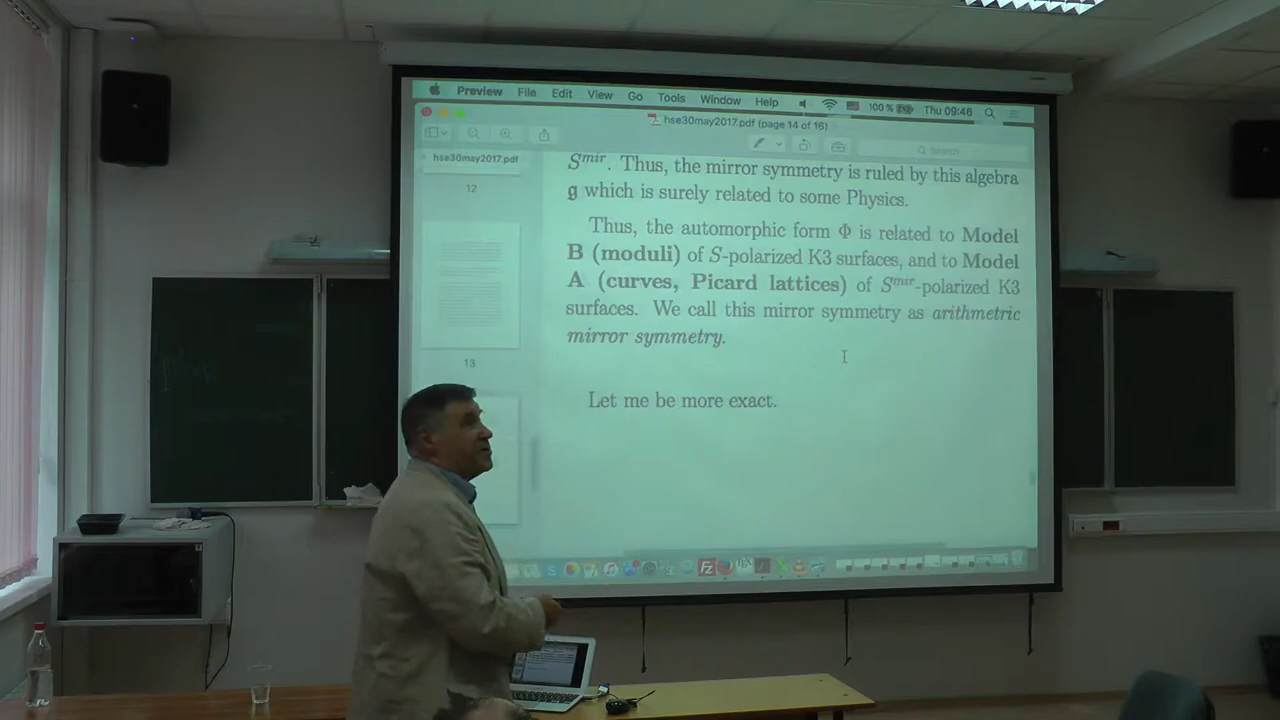 Preview File Edit View Go Tools Window Help 100 % Thu 09:46
hse30may2017.pdf (page 14 of 16)
Search
hse30may2017.pdf
12
13
S^mir. Thus, the mirror symmetry is ruled by this algebra
g which is surely related to some Physics.
Thus, the automorphic form Φ is related to Model
B (moduli) of S-polarized K3 surfaces, and to Model
A (curves, Picard lattices) of S^mir-polarized K3
surfaces. We call this mirror symmetry as arithmetric
mirror symmetry.
Let me be more exact.